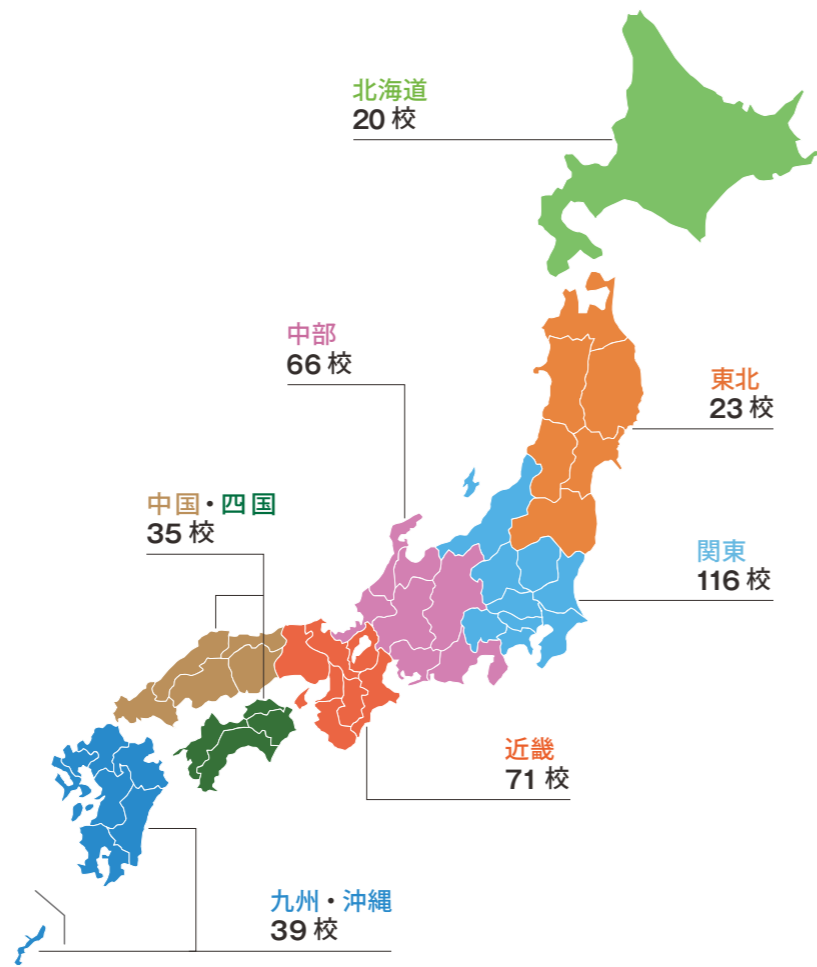 北海道
20 校
中部
66 校
東北
23 校
中国・四国
35 校
関東
116 校
近畿
71 校
九州・沖縄
39 校